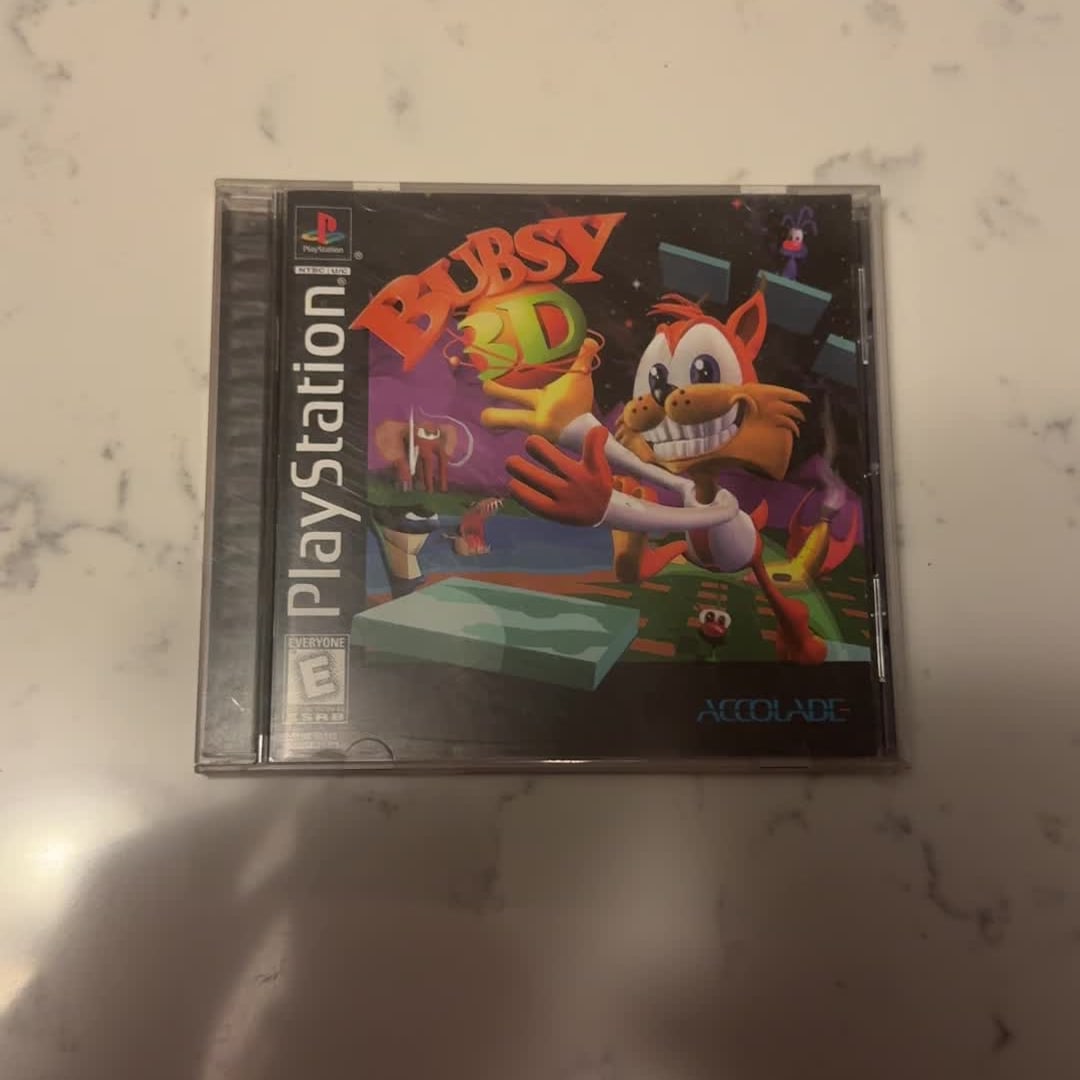 PlayStation
NTSC U/C
PlayStation
BUBSY
3D
EVERYONE
E
ESRB
ACCOLADE